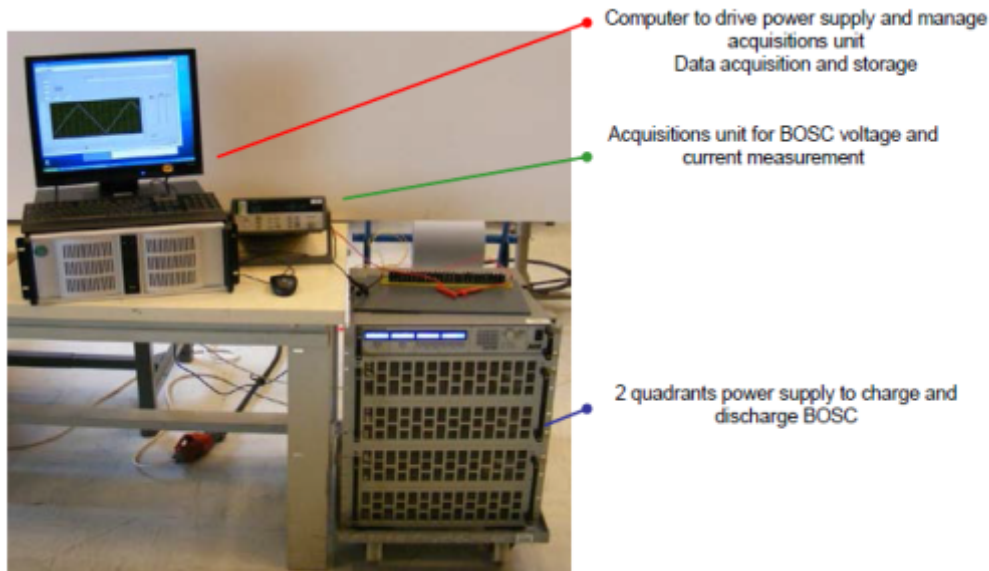 Computer to drive power supply and manage
acquisitions unit
Data acquisition and storage
Acquisitions unit for BOSC voltage and
current measurement
2 quadrants power supply to charge and
discharge BOSC